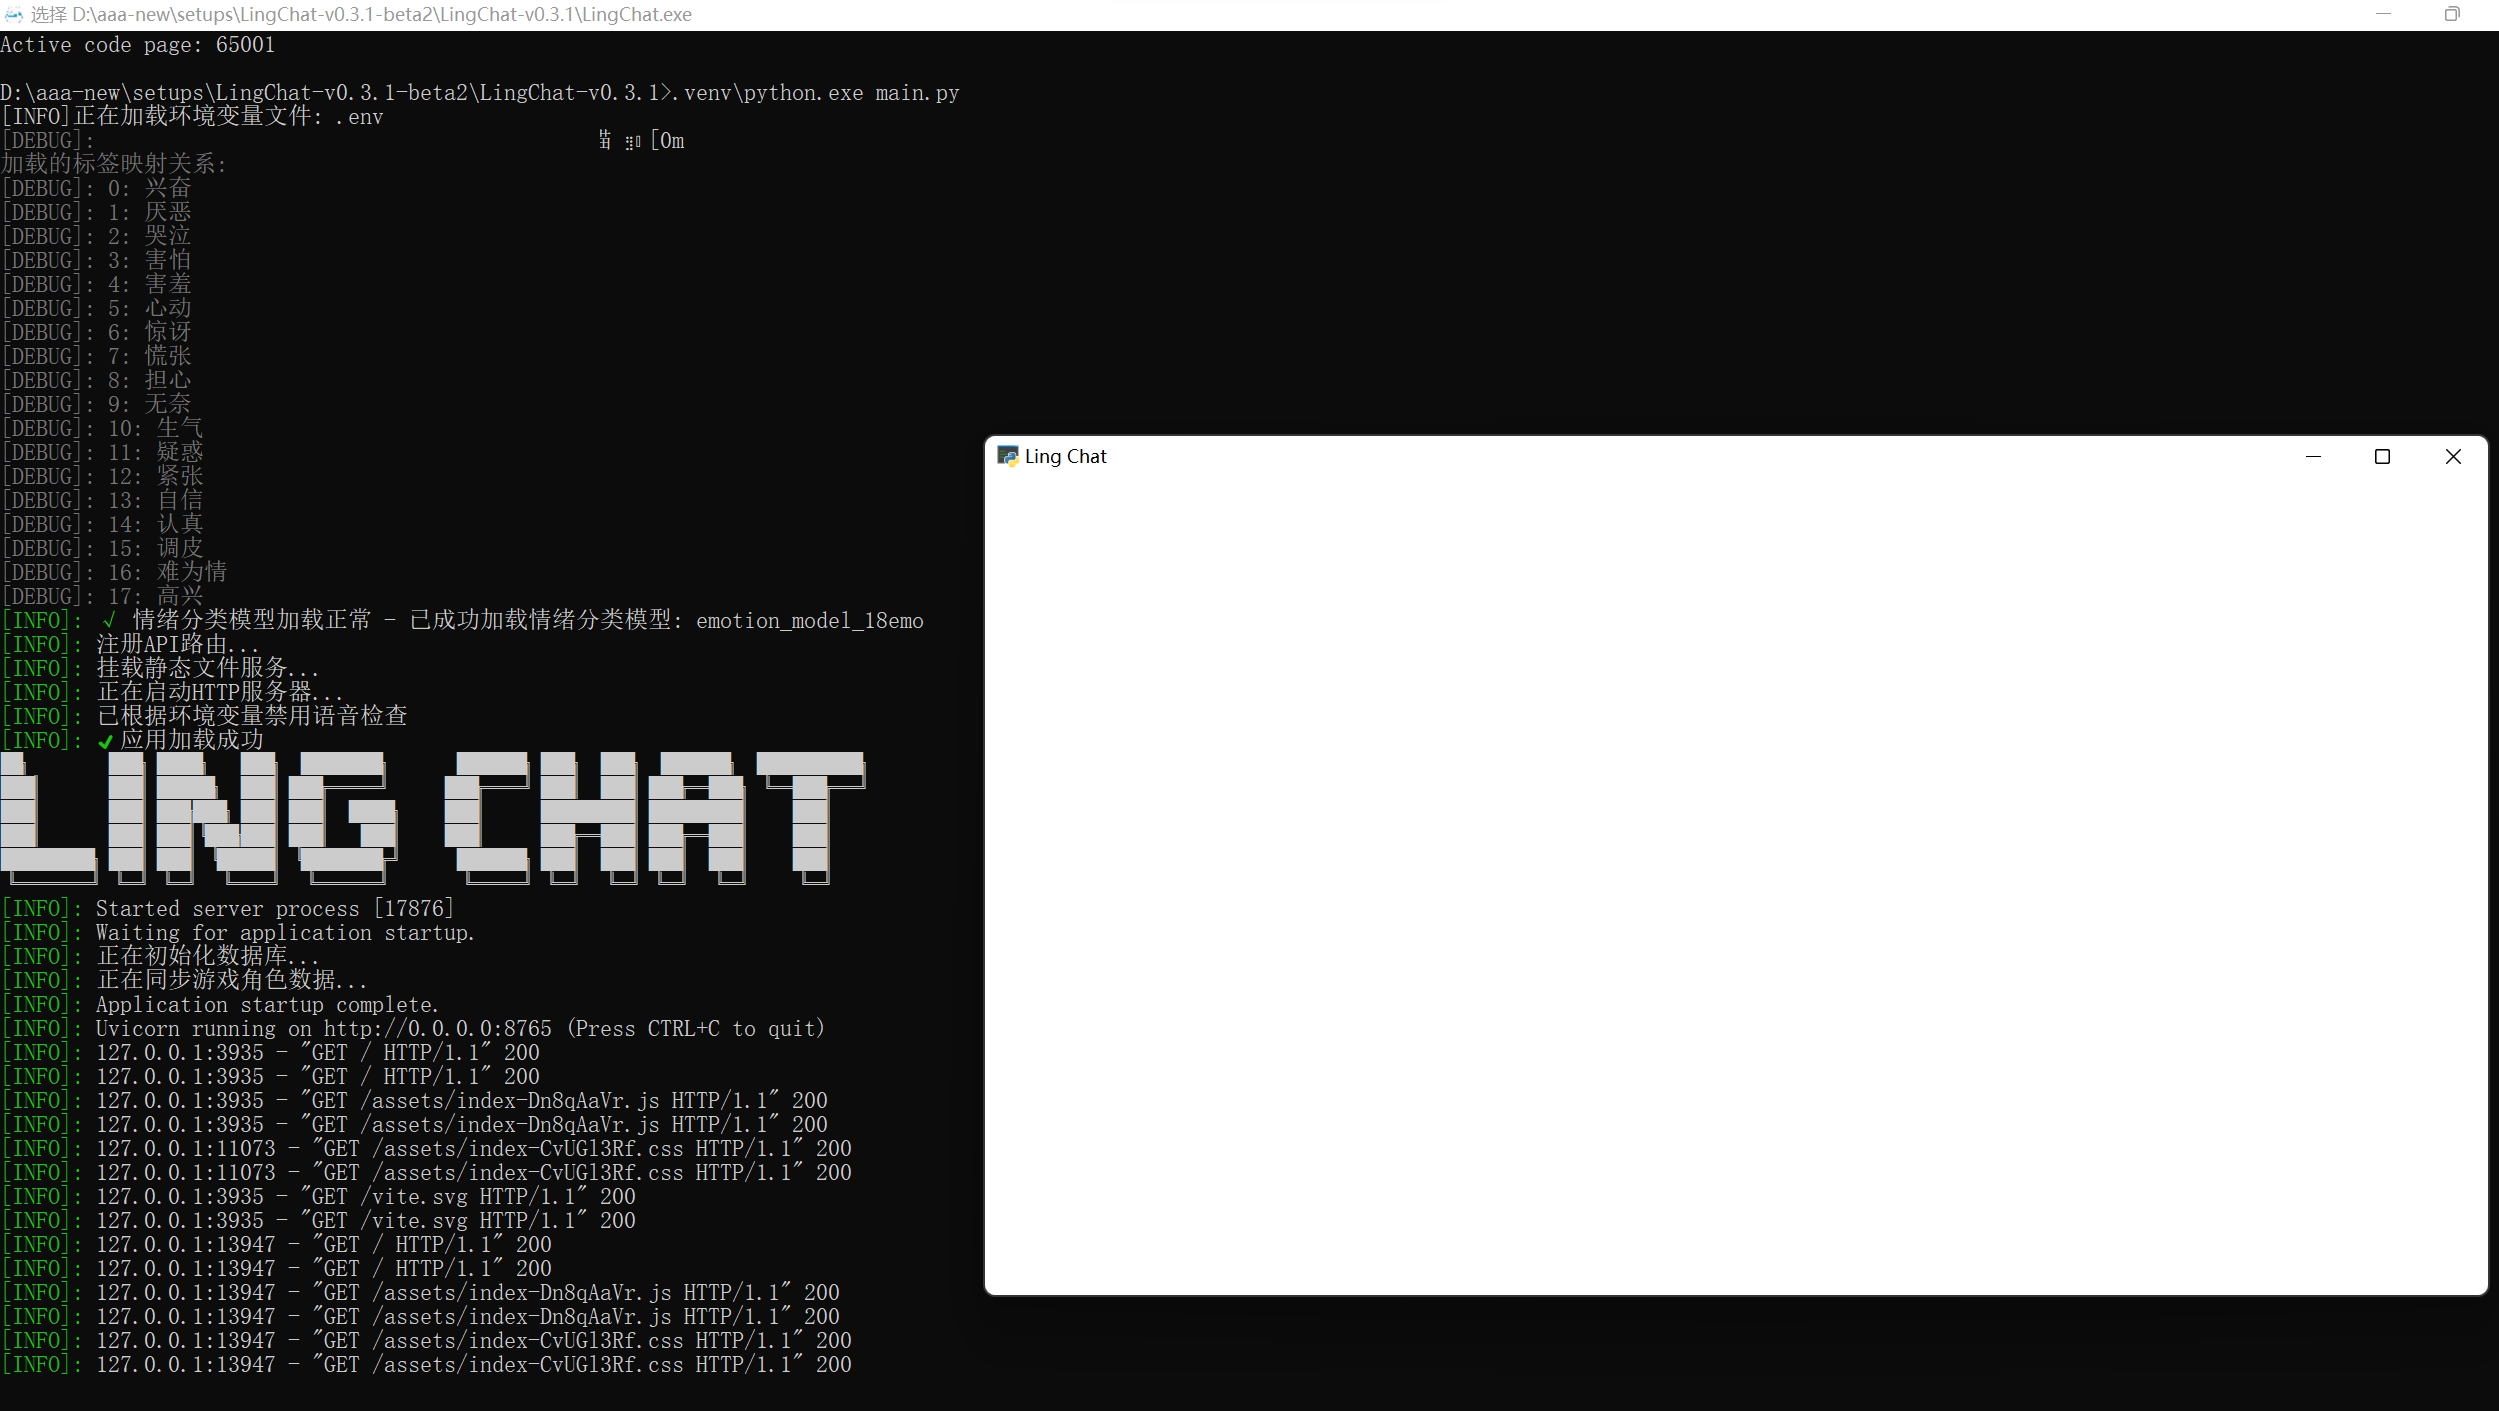 选择 D:\aaa-new\setups\LingChat-v0.3.1-beta2\LingChat-v0.3.1\LingChat.exe
Active code page: 65001
D:\aaa-new\setups\LingChat-v0.3.1-beta2\LingChat-v0.3.1>.venv\python.exe main.py
[INFO]正在加载环境变量文件: .env
[DEBUG]: [0m
加载的标签映射关系:
[DEBUG]: 0: 兴奋
[DEBUG]: 1: 厌恶
[DEBUG]: 2: 哭泣
[DEBUG]: 3: 害怕
[DEBUG]: 4: 害羞
[DEBUG]: 5: 心动
[DEBUG]: 6: 惊讶
[DEBUG]: 7: 慌张
[DEBUG]: 8: 担心
[DEBUG]: 9: 无奈
[DEBUG]: 10: 生气
[DEBUG]: 11: 疑惑
[DEBUG]: 12: 紧张
[DEBUG]: 13: 自信
[DEBUG]: 14: 认真
[DEBUG]: 15: 调皮
[DEBUG]: 16: 难为情
[DEBUG]: 17: 高兴
[INFO]: √ 情绪分类模型加载正常 - 已成功加载情绪分类模型: emotion_model_18emo
[INFO]: 注册API路由...
[INFO]: 挂载静态文件服务...
[INFO]: 正在启动HTTP服务器...
[INFO]: 已根据环境变量禁用语音检查
[INFO]: ✔应用加载成功
LING CHAT
[INFO]: Started server process [17876]
[INFO]: Waiting for application startup.
[INFO]: 正在初始化数据库...
[INFO]: 正在同步游戏角色数据...
[INFO]: Application startup complete.
[INFO]: Uvicorn running on http://0.0.0.0:8765 (Press CTRL+C to quit)
[INFO]: 127.0.0.1:3935 - "GET / HTTP/1.1" 200
[INFO]: 127.0.0.1:3935 - "GET / HTTP/1.1" 200
[INFO]: 127.0.0.1:3935 - "GET /assets/index-Dn8qAaVr.js HTTP/1.1" 200
[INFO]: 127.0.0.1:3935 - "GET /assets/index-Dn8qAaVr.js HTTP/1.1" 200
[INFO]: 127.0.0.1:11073 - "GET /assets/index-CvUGl3Rf.css HTTP/1.1" 200
[INFO]: 127.0.0.1:11073 - "GET /assets/index-CvUGl3Rf.css HTTP/1.1" 200
[INFO]: 127.0.0.1:3935 - "GET /vite.svg HTTP/1.1" 200
[INFO]: 127.0.0.1:3935 - "GET /vite.svg HTTP/1.1" 200
[INFO]: 127.0.0.1:13947 - "GET / HTTP/1.1" 200
[INFO]: 127.0.0.1:13947 - "GET / HTTP/1.1" 200
[INFO]: 127.0.0.1:13947 - "GET /assets/index-Dn8qAaVr.js HTTP/1.1" 200
[INFO]: 127.0.0.1:13947 - "GET /assets/index-Dn8qAaVr.js HTTP/1.1" 200
[INFO]: 127.0.0.1:13947 - "GET /assets/index-CvUGl3Rf.css HTTP/1.1" 200
[INFO]: 127.0.0.1:13947 - "GET /assets/index-CvUGl3Rf.css HTTP/1.1" 200
Ling Chat